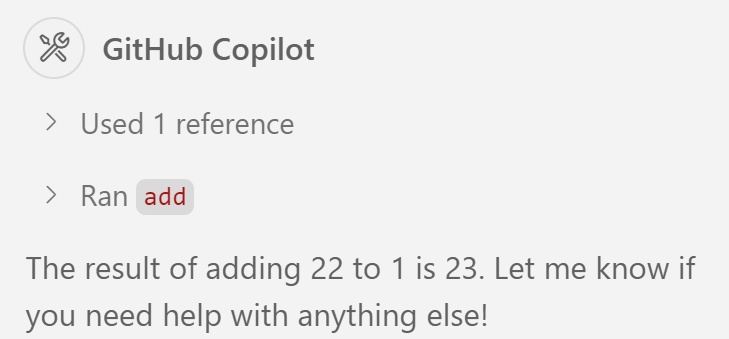 GitHub Copilot
Used 1 reference
Ran add
The result of adding 22 to 1 is 23. Let me know if
you need help with anything else!